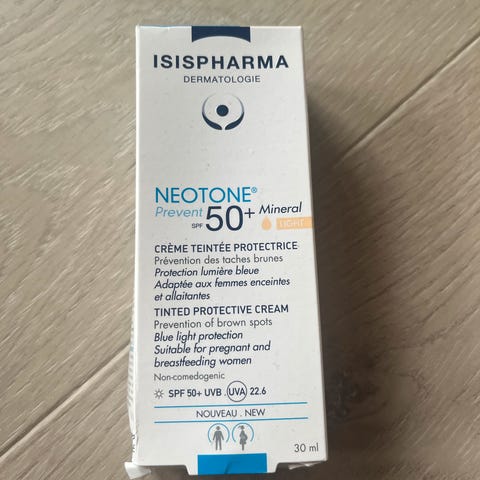 ISISPHARMA
DERMATOLOGIE
NEOTONE®
Prevent SPF 50+ Mineral
LIGHT
CRÈME TEINTÉE PROTECTRICE
Prévention des taches brunes
Protection lumière bleue
Adaptée aux femmes enceintes
et allaitantes
TINTED PROTECTIVE CREAM
Prevention of brown spots
Blue light protection
Suitable for pregnant and
breastfeeding women
Non-comedogenic
SPF 50+ UVB UVA 22.6
NOUVEAU . NEW
30 ml